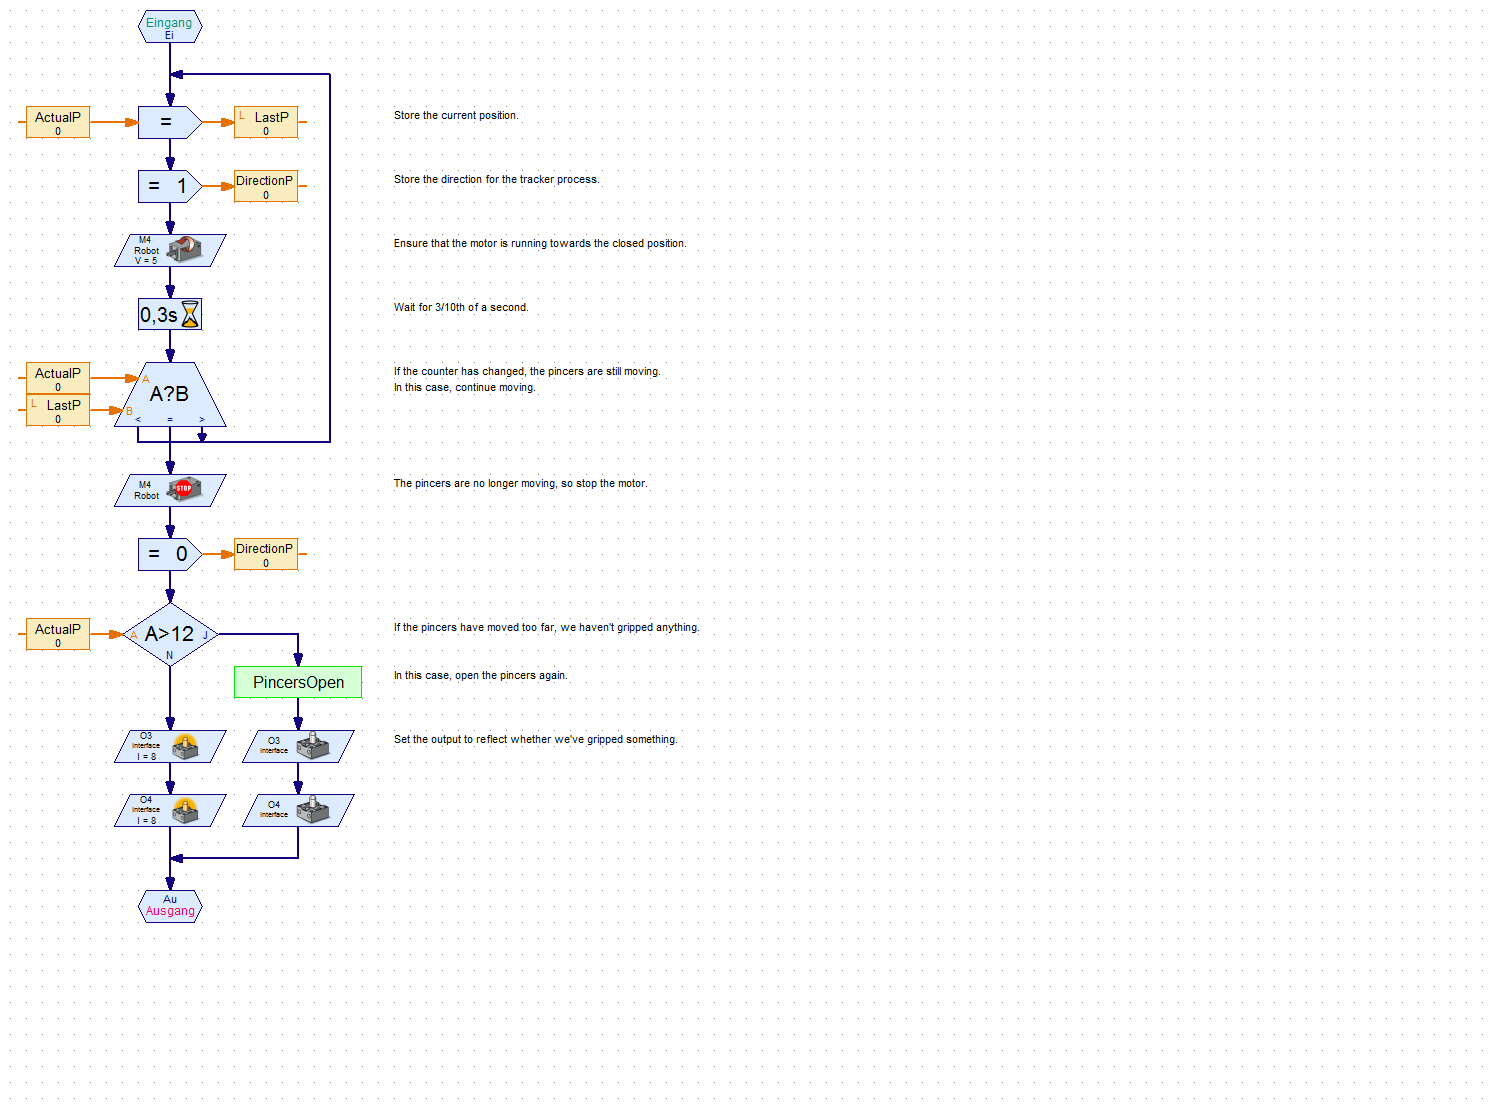 Eingang
Ei
ActualP
0
=
L LastP
0
Store the current position.
= 1
DirectionP
0
Store the direction for the tracker process.
M4
Robot
V = 5
Ensure that the motor is running towards the closed position.
0,3s
Wait for 3/10th of a second.
ActualP
0
A
A?B
L LastP
0
B
< = >
If the counter has changed, the pincers are still moving.
In this case, continue moving.
M4
Robot
STOP
The pincers are no longer moving, so stop the motor.
= 0
DirectionP
0
ActualP
0
A A>12 J
N
If the pincers have moved too far, we haven't gripped anything.
PincersOpen
In this case, open the pincers again.
O3
Interface
I = 8
O3
Interface
Set the output to reflect whether we've gripped something.
O4
Interface
I = 8
O4
Interface
Au
Ausgang